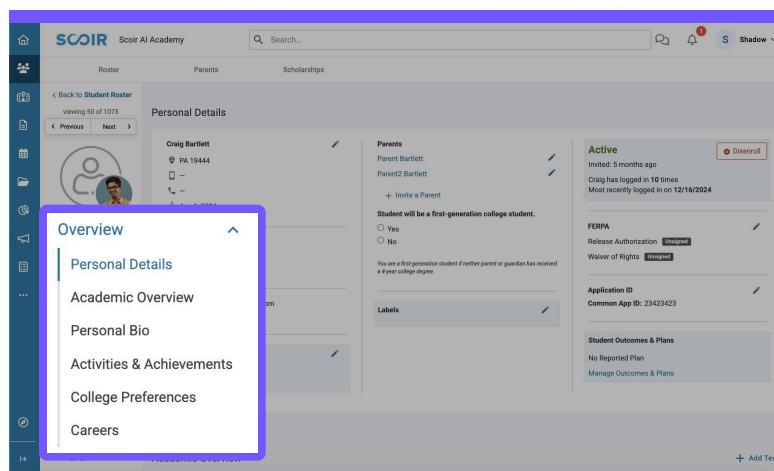 SCOIR Scoir AI Academy
Search...
1
S Shadow
Roster Parents Scholarships
Back to Student Roster
viewing 50 of 1073
Previous Next
Personal Details
Craig Bartlett
PA 19444
–
–
Overview
Personal Details
Academic Overview
Personal Bio
Activities & Achievements
College Preferences
Careers
om
Parents
Parent Bartlett
Parent2 Bartlett
+ Invite a Parent
Student will be a first-generation college student.
Yes
No
You are a first-generation student if neither parent or guardian has received
a 4-year college degree.
Labels
Active
Disenroll
Invited: 5 months ago
Craig has logged in 10 times
Most recently logged in on 12/16/2024
FERPA
Release Authorization Unsigned
Waiver of Rights Unsigned
Application ID
Common App ID: 23423423
Student Outcomes & Plans
No Reported Plan
Manage Outcomes & Plans
+ Add Tes